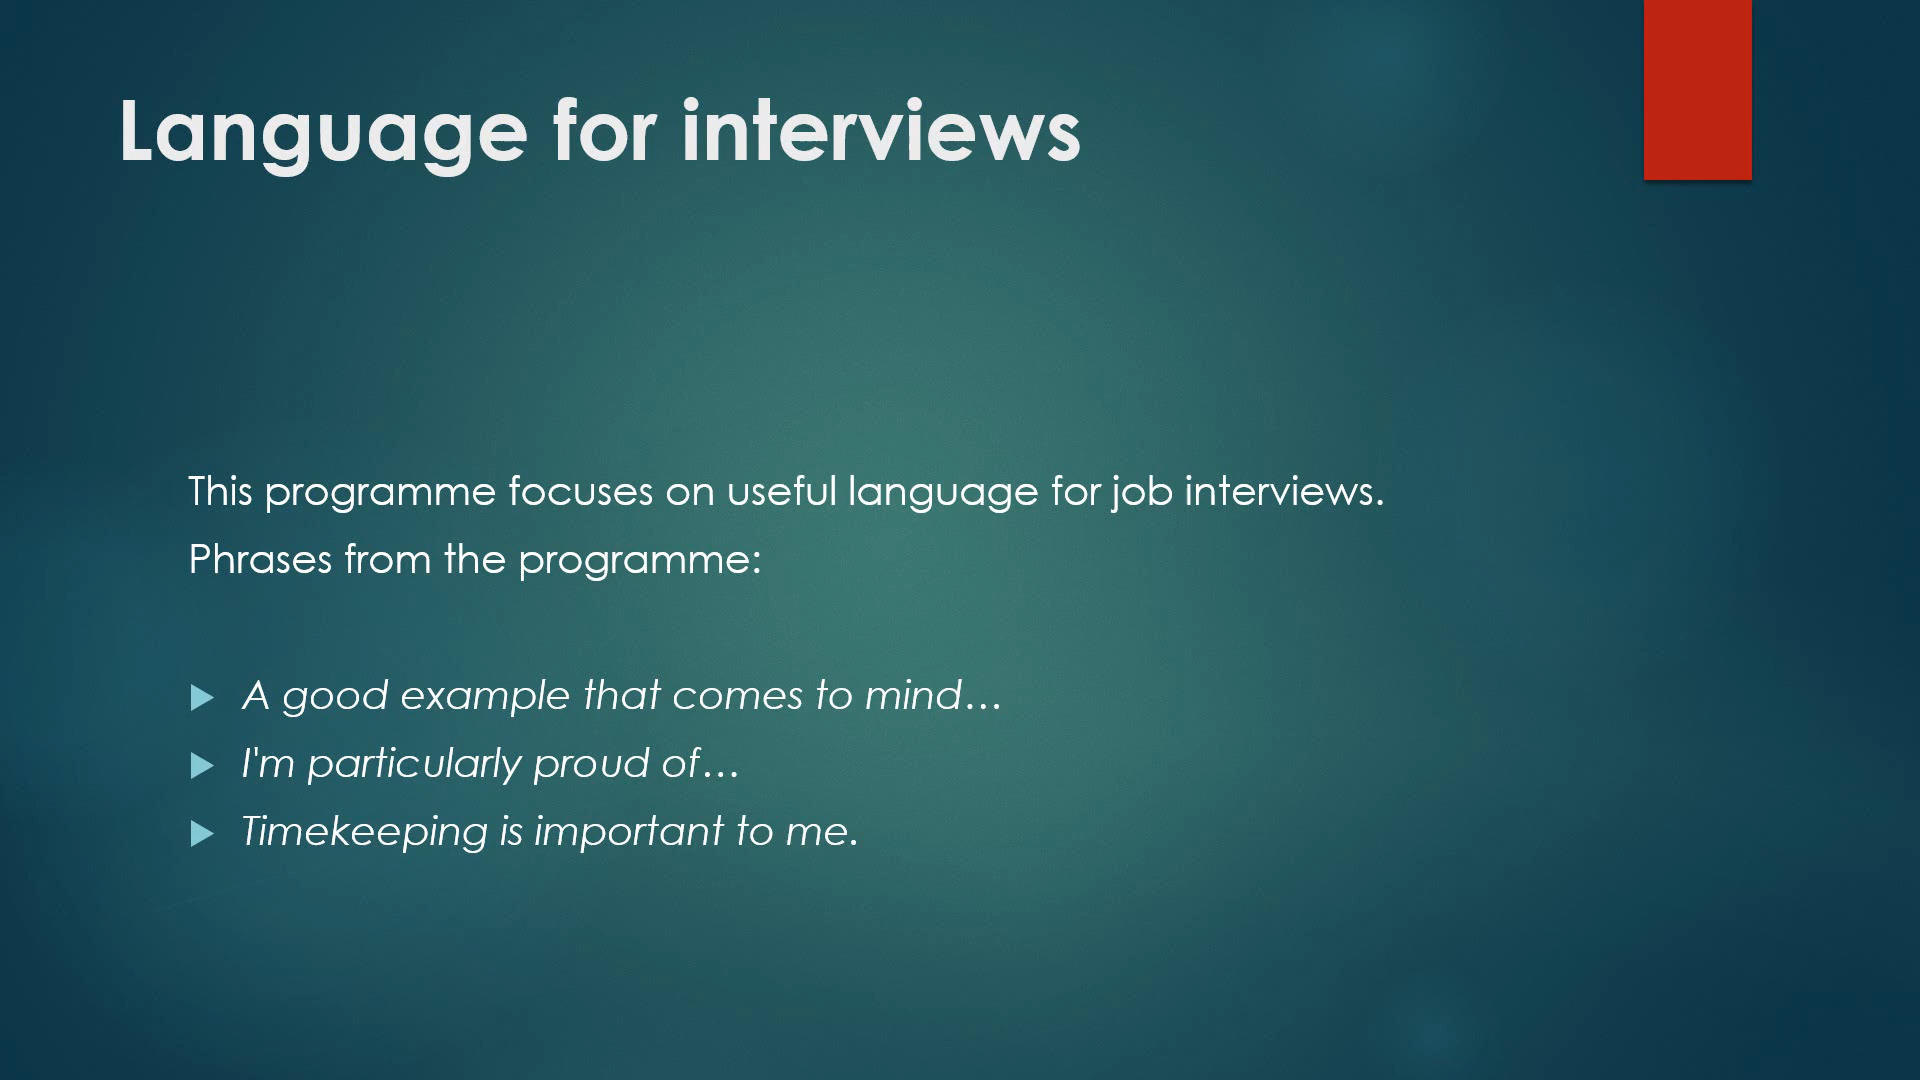 Language for interviews
This programme focuses on useful language for job interviews.
Phrases from the programme:
A good example that comes to mind…
I'm particularly proud of…
Timekeeping is important to me.